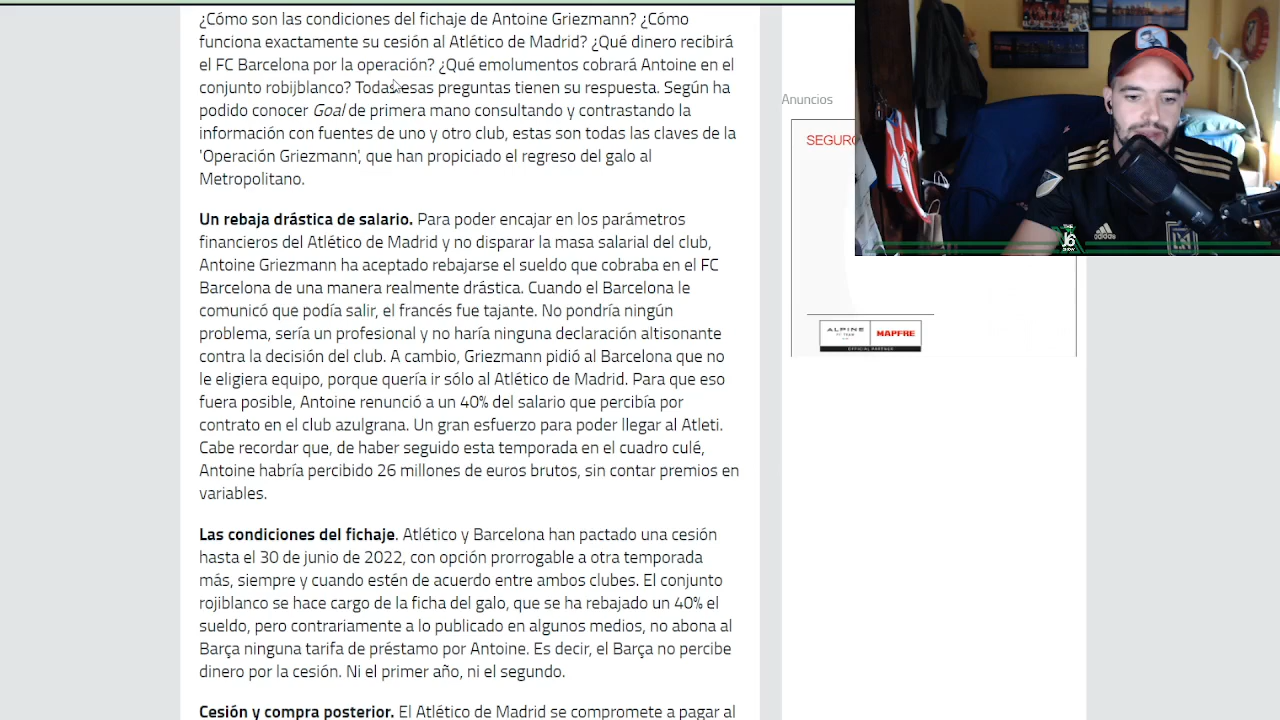 ¿Cómo son las condiciones del fichaje de Antoine Griezmann? ¿Cómo
funciona exactamente su cesión al Atlético de Madrid? ¿Qué dinero recibirá
el FC Barcelona por la operación? ¿Qué emolumentos cobrará Antoine en el
conjunto robijblanco? Todas esas preguntas tienen su respuesta. Según ha
podido conocer Goal de primera mano consultando y contrastando la
información con fuentes de uno y otro club, estas son todas las claves de la
'Operación Griezmann', que han propiciado el regreso del galo al
Metropolitano.
Un rebaja drástica de salario. Para poder encajar en los parámetros
financieros del Atlético de Madrid y no disparar la masa salarial del club,
Antoine Griezmann ha aceptado rebajarse el sueldo que cobraba en el FC
Barcelona de una manera realmente drástica. Cuando el Barcelona le
comunicó que podía salir, el francés fue tajante. No pondría ningún
problema, sería un profesional y no haría ninguna declaración altisonante
contra la decisión del club. A cambio, Griezmann pidió al Barcelona que no
le eligiera equipo, porque quería ir sólo al Atlético de Madrid. Para que eso
fuera posible, Antoine renunció a un 40% del salario que percibía por
contrato en el club azulgrana. Un gran esfuerzo para poder llegar al Atleti.
Cabe recordar que, de haber seguido esta temporada en el cuadro culé,
Antoine habría percibido 26 millones de euros brutos, sin contar premios en
variables.
Las condiciones del fichaje. Atlético y Barcelona han pactado una cesión
hasta el 30 de junio de 2022, con opción prorrogable a otra temporada
más, siempre y cuando estén de acuerdo entre ambos clubes. El conjunto
rojiblanco se hace cargo de la ficha del galo, que se ha rebajado un 40% el
sueldo, pero contrariamente a lo publicado en algunos medios, no abona al
Barça ninguna tarifa de préstamo por Antoine. Es decir, el Barça no percibe
dinero por la cesión. Ni el primer año, ni el segundo.
Cesión y compra posterior. El Atlético de Madrid se compromete a pagar al
Anuncios
SEGURO
ALPINE
MAPFRE
OFFICIAL PARTNER
THE
J6
adidas